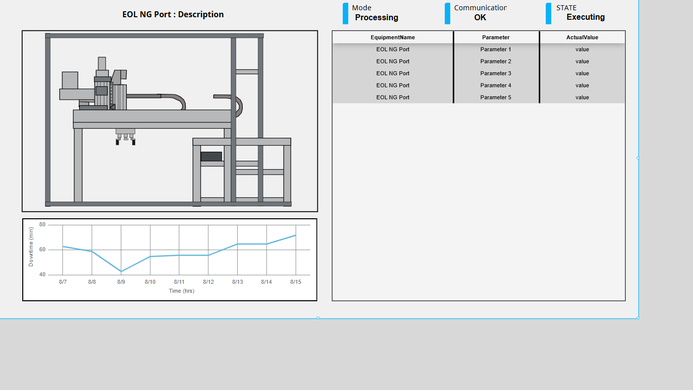 EOL NG Port : Description
Mode
Processing
Communication
OK
STATE
Executing
EquipmentName Parameter ActualValue
EOL NG Port Parameter 1 value
EOL NG Port Parameter 2 value
EOL NG Port Parameter 3 value
EOL NG Port Parameter 4 value
EOL NG Port Parameter 5 value
Downtime (min)
80
60
40
8/7 8/8 8/9 8/10 8/11 8/12 8/13 8/14 8/15
Time (hrs)